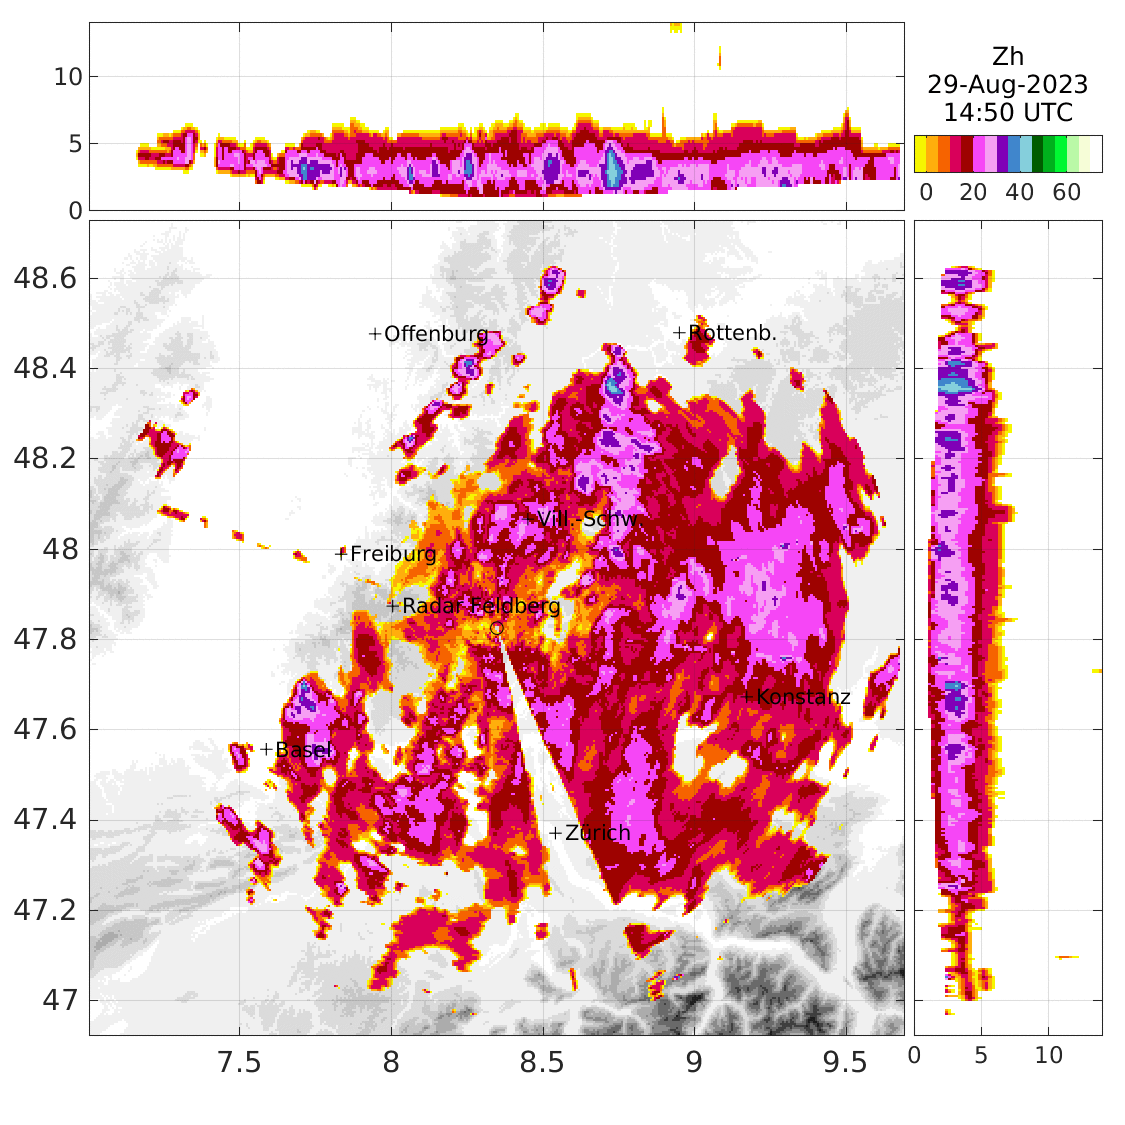 10
5
0
Zh
29-Aug-2023
14:50 UTC
0 20 40 60
48.6
48.4
48.2
48
47.8
47.6
47.4
47.2
47
+Offenburg
+Rottenb.
Vill.-Schw.
+Freiburg
+Radar Feldberg
+Konstanz
+Basel
+Zürich
7.5 8 8.5 9 9.5
0 5 10